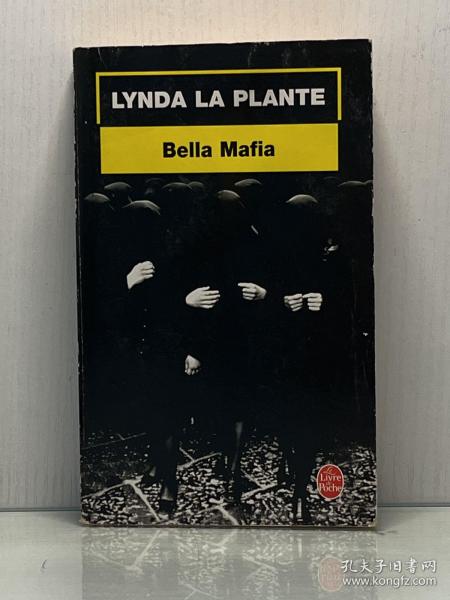 LYNDA LA PLANTE
Bella Mafia
Le
Livre
de
Poche
孔夫子旧书网
www.kongfz.com